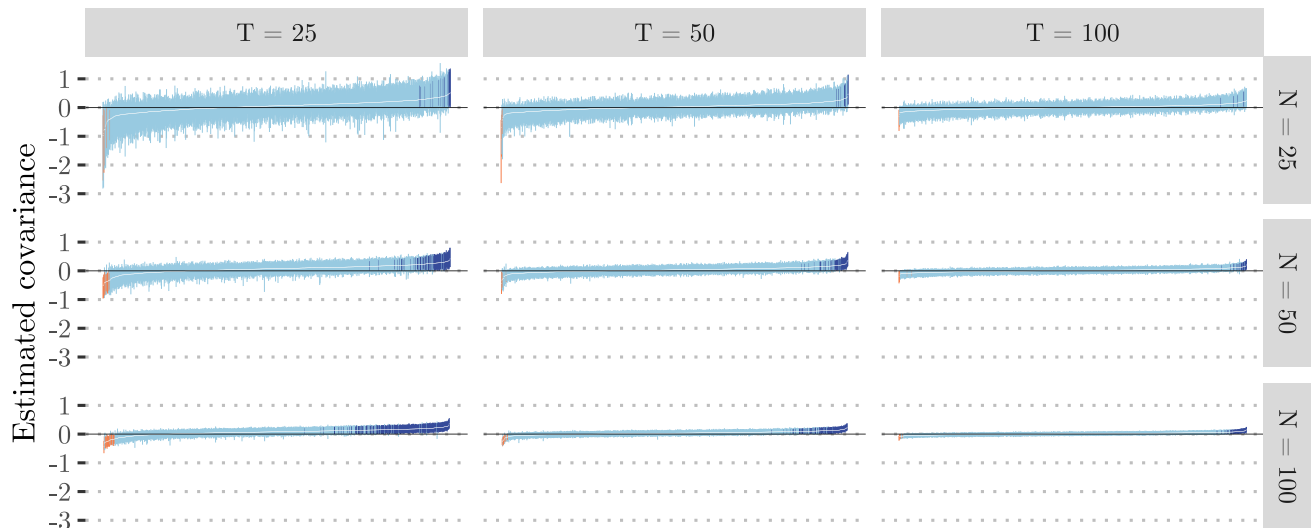 T = 25
T = 50
T = 100
Estimated covariance
1
0
-1
-2
-3
N = 25
1
0
-1
-2
-3
N = 50
1
0
-1
-2
-3
N = 100